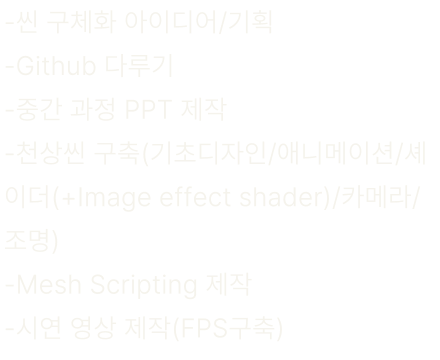 -씬 구체화 아이디어/기획
-Github 다루기
-중간 과정 PPT 제작
-천상씬 구축(기초디자인/애니메이션/셰
이더(+Image effect shader)/카메라/
조명)
-Mesh Scripting 제작
-시연 영상 제작(FPS구축)